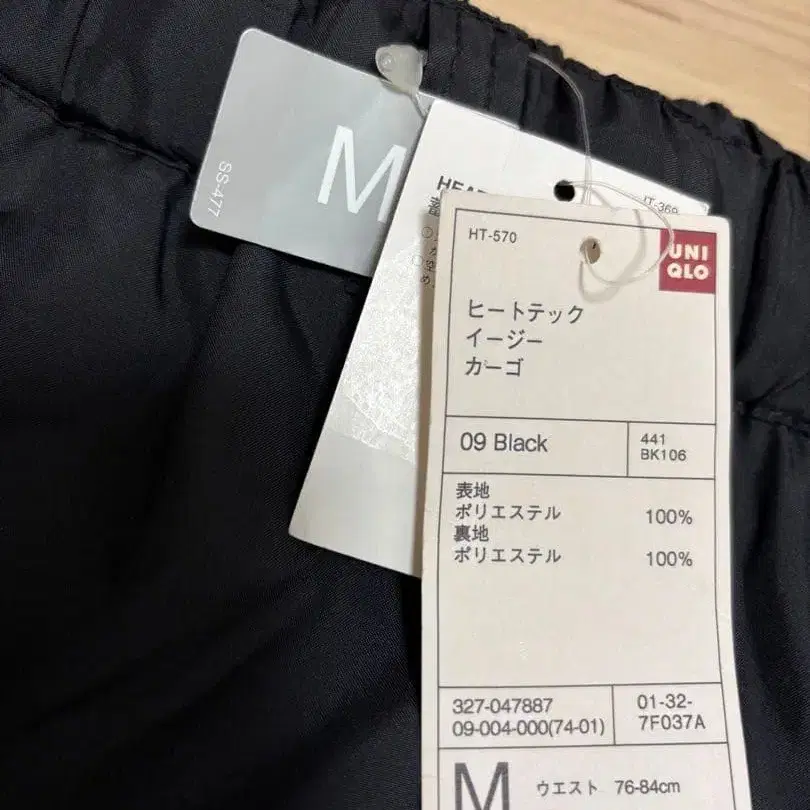 M
SS-477
HEA
蓄
JT-369
HT-570
UNI
QLO
ヒートテック
イージー
カーゴ
09 Black
441
BK106
表地
ポリエステル 100%
裏地
ポリエステル 100%
327-047887
09-004-000(74-01)
01-32-
7F037A
M ウエスト 76-84cm